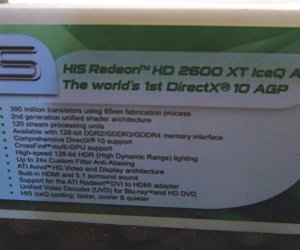 S
HIS Radeon™ HD 2600 XT IceQ A
The world's 1st DirectX® 10 AGP
• 390 million transistors using 65nm fabrication process
• 2nd generation unified shader architecture
• 120 stream processing units
• Available with 128-bit DDR2/GDDR3/GDDR4 memory interface
• Comprehensive DirectX® 10 support
• CrossFire™ multi-GPU support
• High-speed 128-bit HDR (High Dynamic Range) lighting
• Up to 24x Custom Filter Anti-Aliasing
• ATI Avivo™ HD Video and Display architecture
• Built-in HDMI and 5.1 surround sound
• Support for the ATI Radeon™ DVI to HDMI adapter
• Unified Video Decoder (UVD) for Blu-ray™ and HD DVD
• HIS IceQ cooling: faster, cooler & quieter